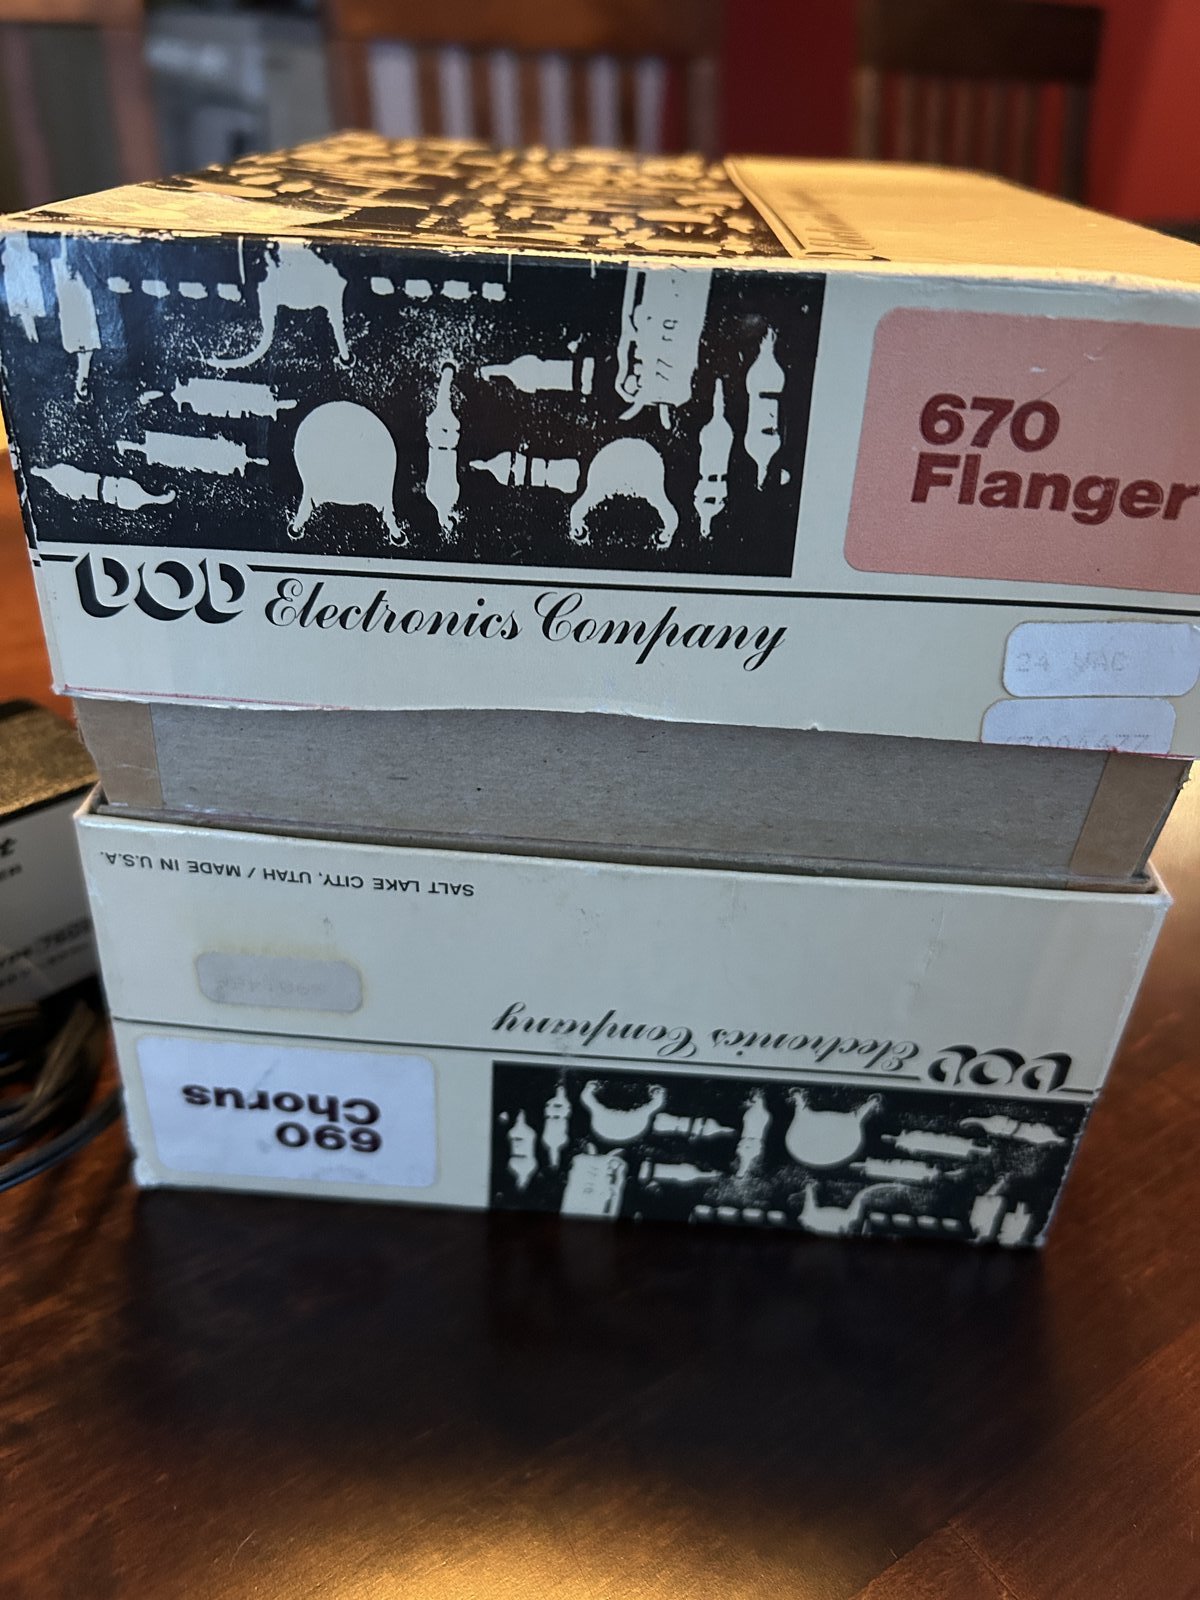 670
Flanger
DOD Electronics Company
24 VAC
SALT LAKE CITY, UTAH / MADE IN U.S.A.
DOD Electronics Company
690
Chorus